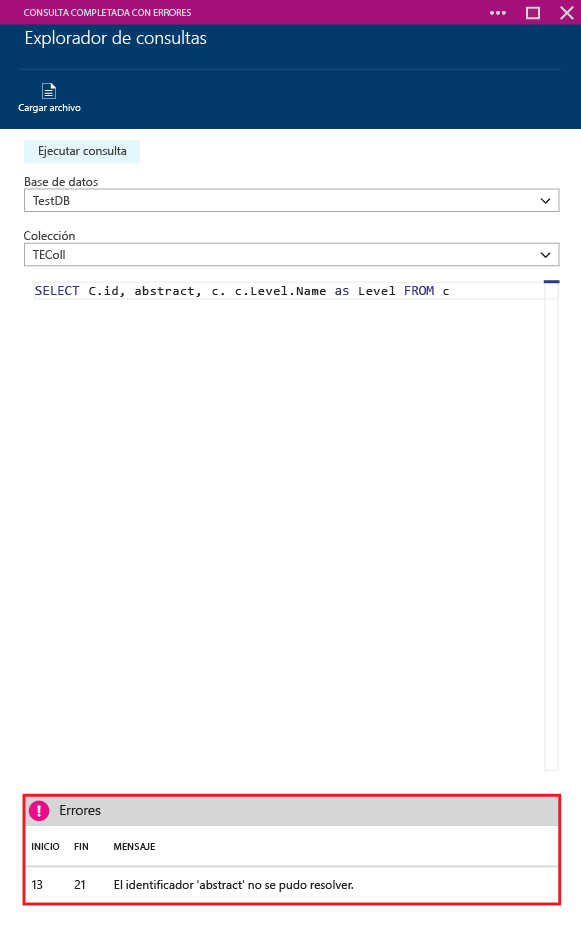 CONSULTA COMPLETADA CON ERRORES
Explorador de consultas
Cargar archivo
Ejecutar consulta
Base de datos
TestDB
Colección
TEColl
SELECT C.id, abstract, c. c.Level.Name as Level FROM c
Errores
INICIO FIN MENSAJE
13 21 El identificador 'abstract' no se pudo resolver.